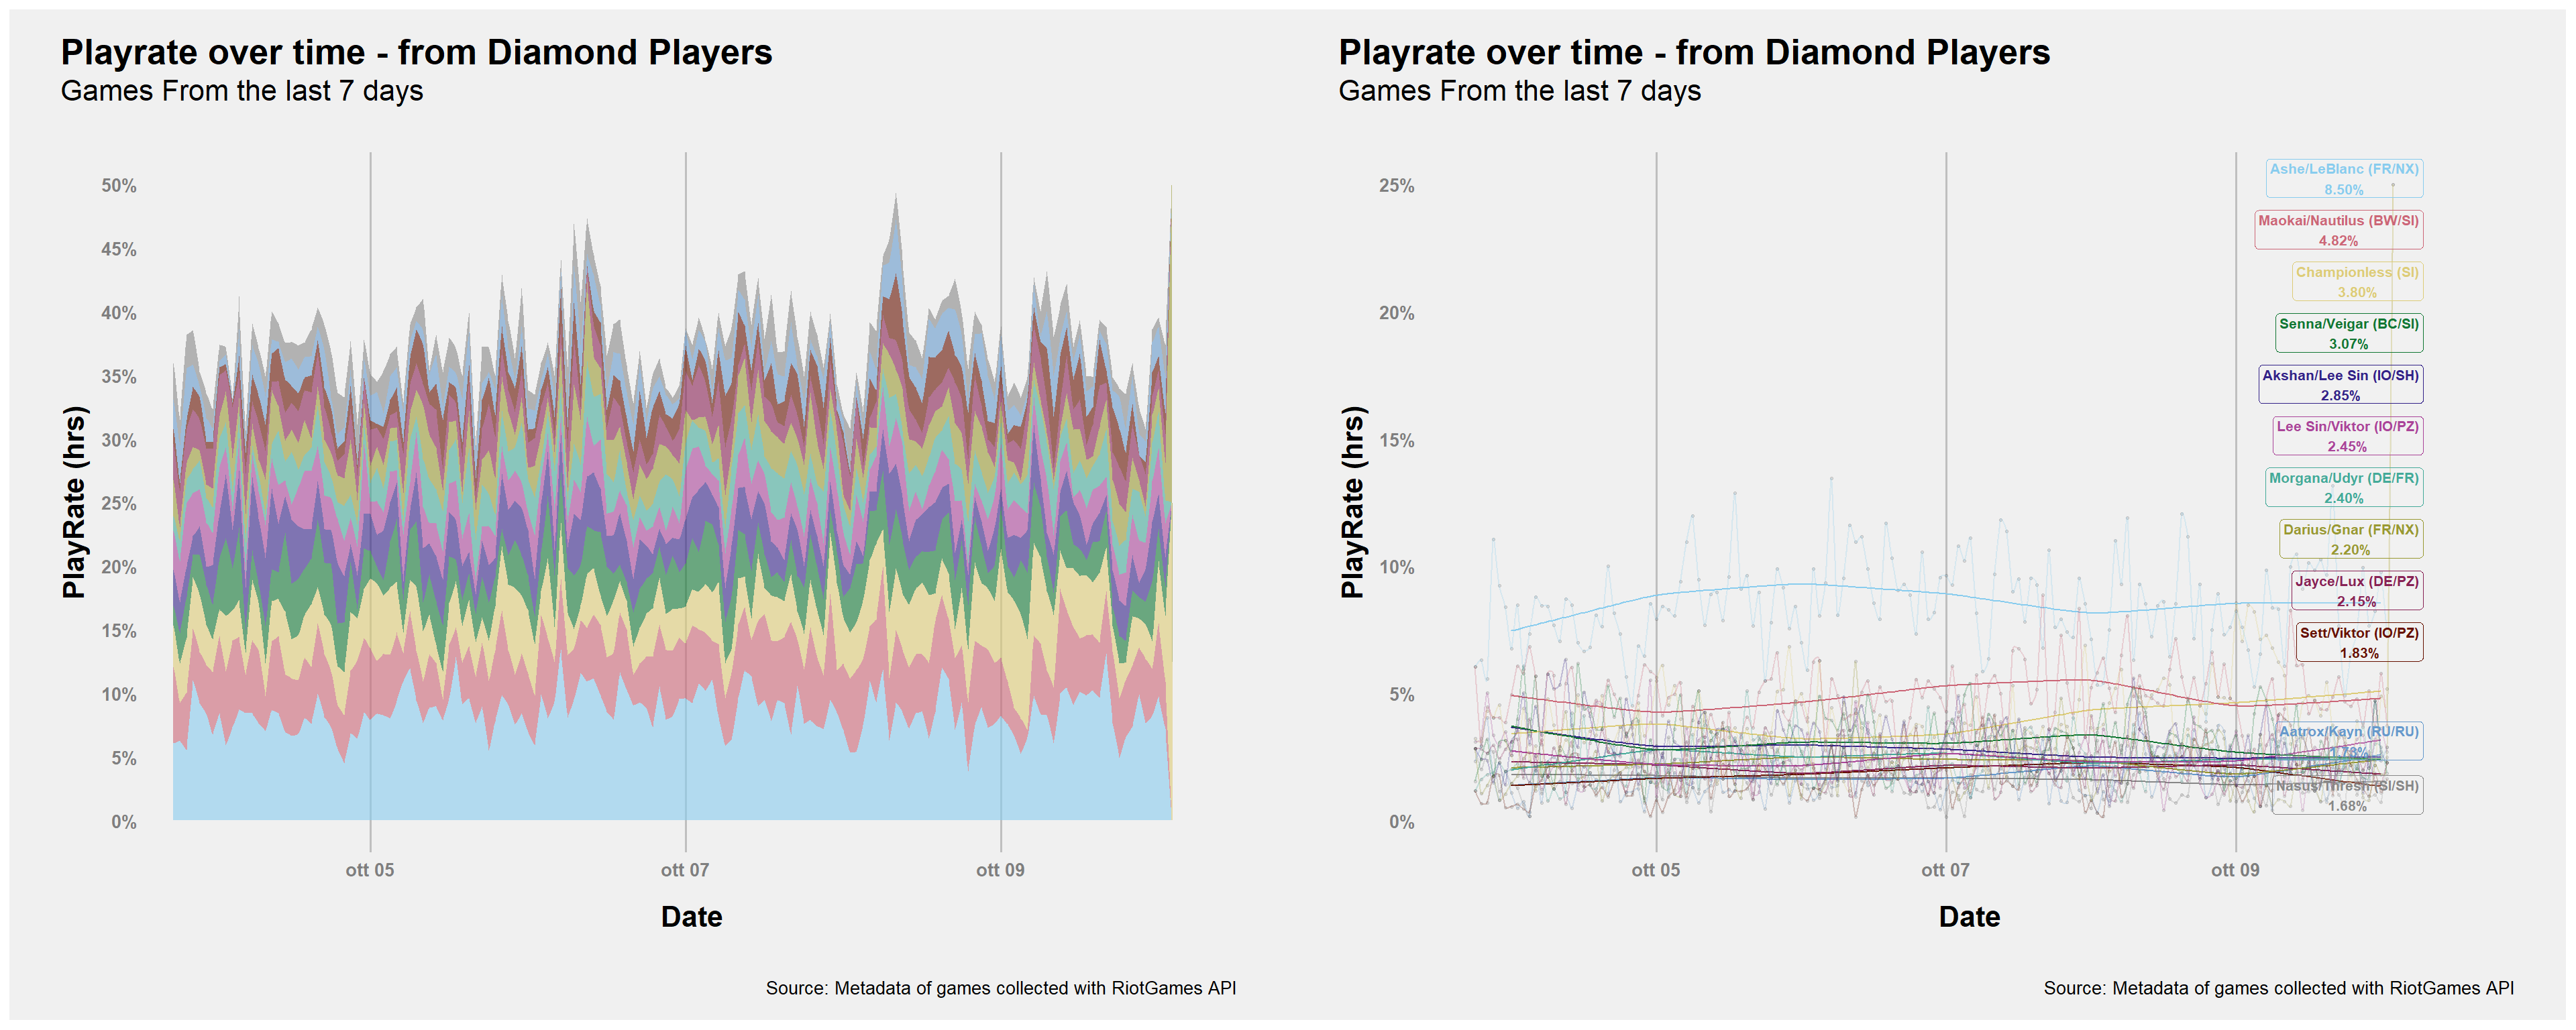 Playrate over time - from Diamond Players
Games From the last 7 days
50%
45%
40%
35%
30%
25%
20%
15%
10%
5%
0%
PlayRate (hrs)
ott 05
ott 07
ott 09
Date
Source: Metadata of games collected with RiotGames API
Playrate over time - from Diamond Players
Games From the last 7 days
25%
20%
15%
10%
5%
0%
PlayRate (hrs)
Ashe/LeBlanc (FR/NX)
8.50%
Maokai/Nautilus (BW/SI)
4.82%
Championless (SI)
3.80%
Senna/Veigar (BC/SI)
3.07%
Akshan/Lee Sin (IO/SH)
2.85%
Lee Sin/Viktor (IO/PZ)
2.45%
Morgana/Udyr (DE/FR)
2.40%
Darius/Gnar (FR/NX)
2.20%
Jayce/Lux (DE/PZ)
2.15%
Sett/Viktor (IO/PZ)
1.83%
Aatrox/Kayn (RU/RU)
1.78%
Nasus/Thresh (SI/SH)
1.68%
ott 05
ott 07
ott 09
Date
Source: Metadata of games collected with RiotGames API